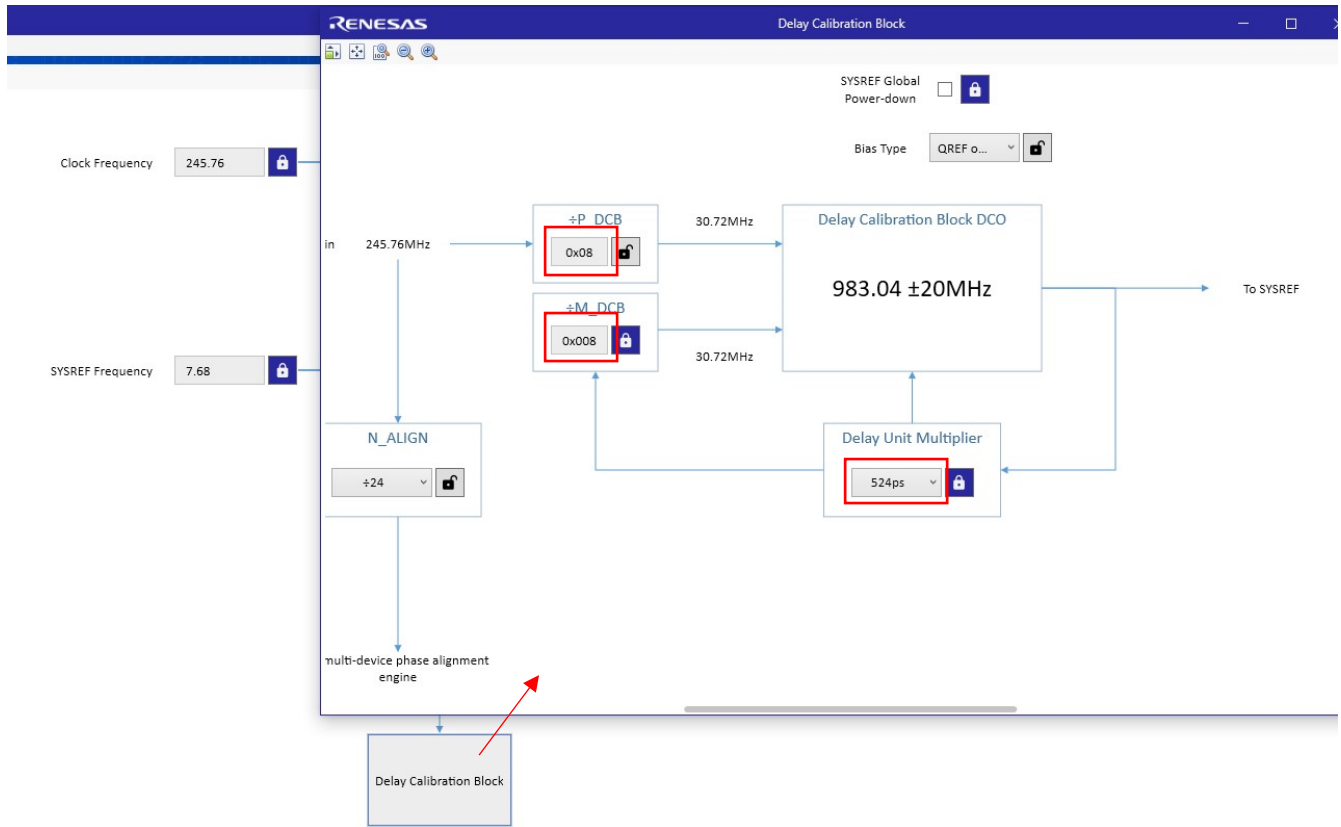 RENESAS
Delay Calibration Block
SYSREF Global
Power-down
Bias Type
QREF o...
Clock Frequency
245.76
÷P_DCB
0x08
30.72MHz
Delay Calibration Block DCO
in
245.76MHz
983.04 ±20MHz
To SYSREF
÷M_DCB
0x008
30.72MHz
SYSREF Frequency
7.68
N_ALIGN
÷24
Delay Unit Multiplier
524ps
multi-device phase alignment
engine
Delay Calibration Block